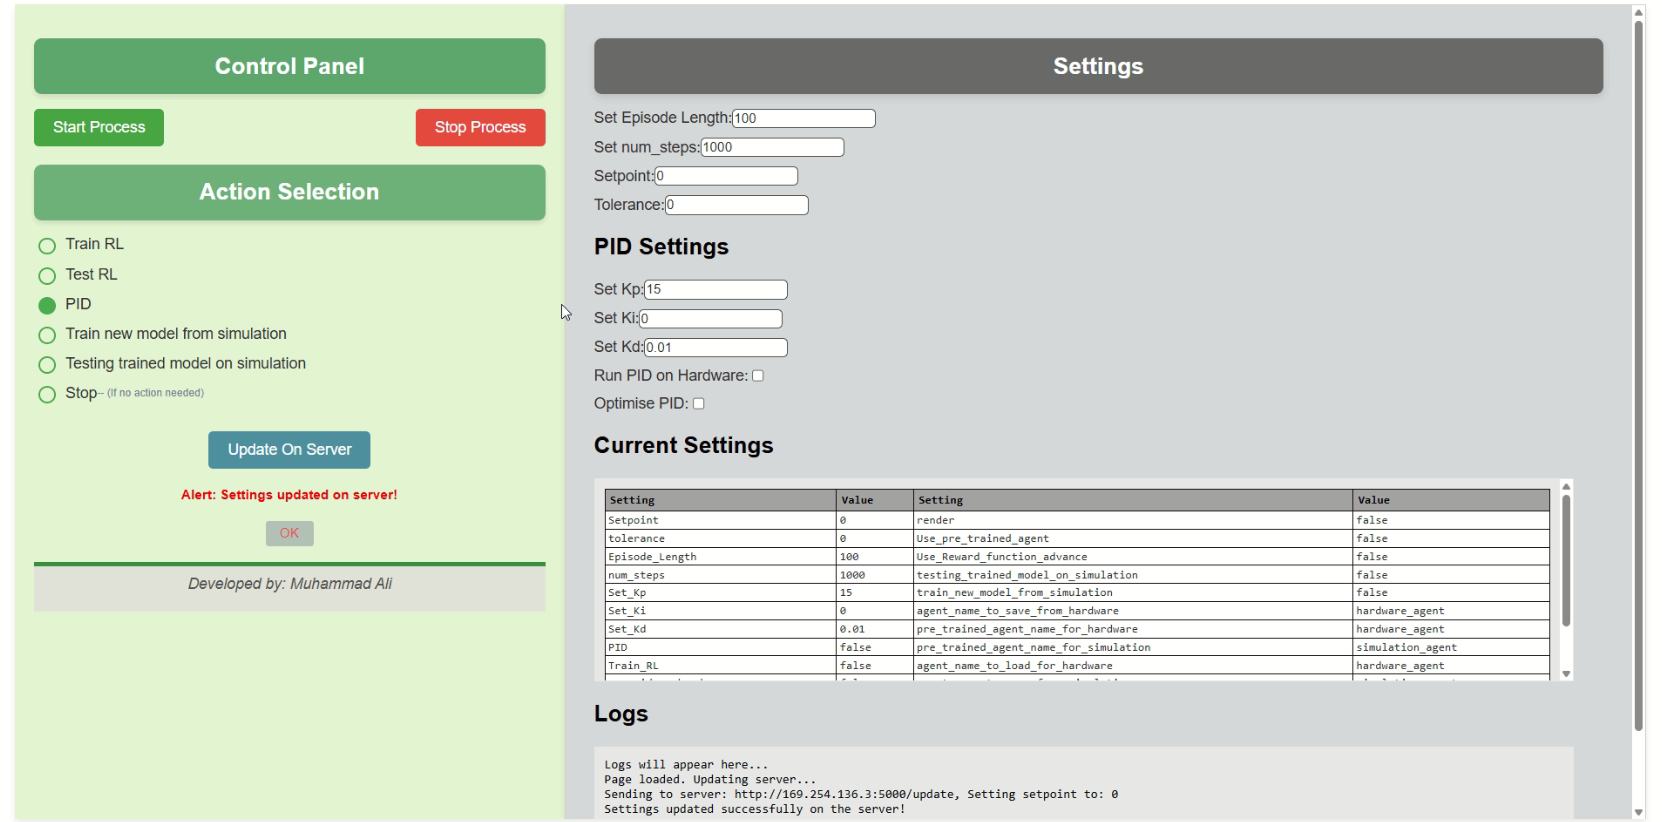 Control Panel
Start Process
Stop Process
Action Selection
Train RL
Test RL
PID
Train new model from simulation
Testing trained model on simulation
Stop-- (If no action needed)
Update On Server
Alert: Settings updated on server!
OK
Developed by: Muhammad Ali
Settings
Set Episode Length: 100
Set num_steps: 1000
Setpoint: 0
Tolerance: 0
PID Settings
Set Kp: 15
Set Ki: 0
Set Kd: 0.01
Run PID on Hardware:
Optimise PID:
Current Settings
Setting Value Setting Value
Setpoint 0 render false
tolerance 0 Use_pre_trained_agent false
Episode_Length 100 Use_Reward_function_advance false
num_steps 1000 testing_trained_model_on_simulation false
Set_Kp 15 train_new_model_from_simulation false
Set_Ki 0 agent_name_to_save_from_hardware hardware_agent
Set_Kd 0.01 pre_trained_agent_name_for_hardware hardware_agent
PID false pre_trained_agent_name_for_simulation simulation_agent
Train_RL false agent_name_to_load_for_hardware hardware_agent
Logs
Logs will appear here...
Page loaded. Updating server...
Sending to server: http://169.254.136.3:5000/update, Setting setpoint to: 0
Settings updated successfully on the server!